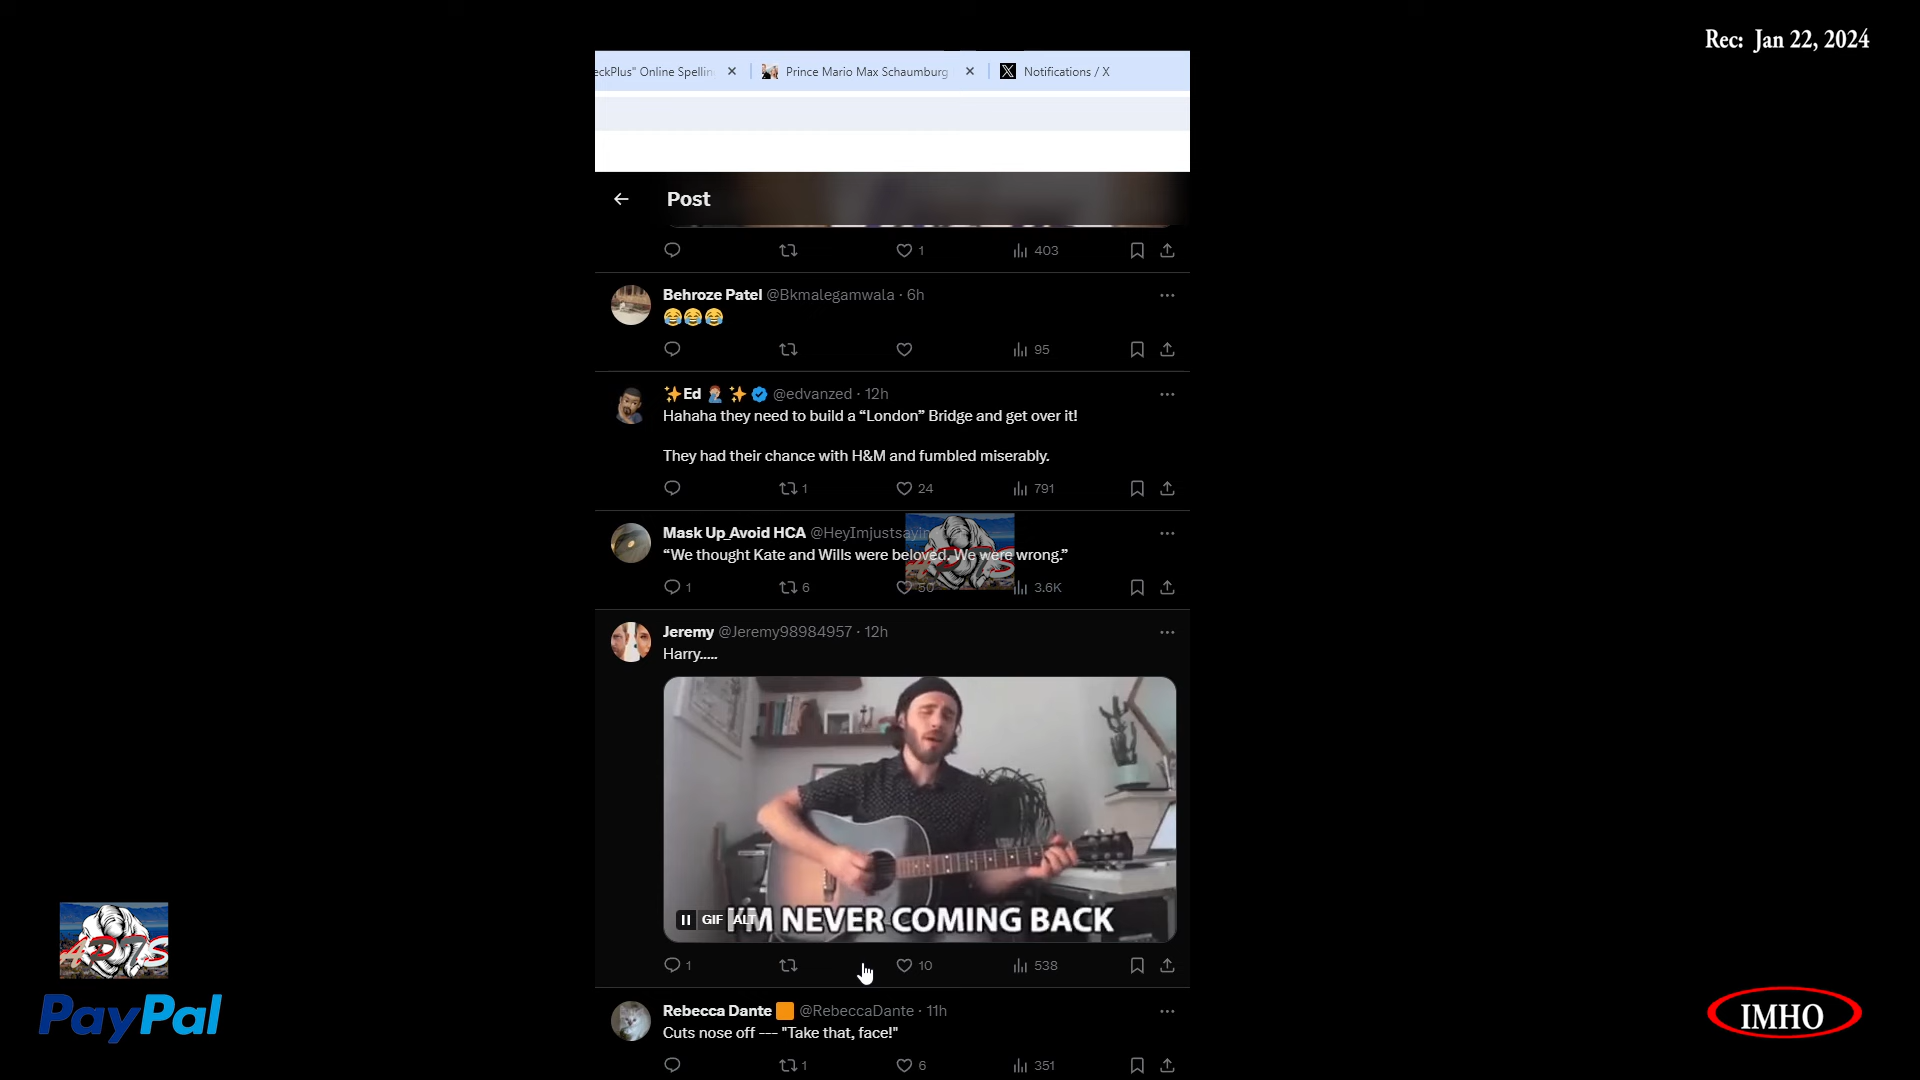 Rec: Jan 22, 2024
eckPlus" Online Spellin
Prince Mario Max Schaumburg
Notifications / X
Post
1
403
Behroze Patel @Bkmalegamwala · 6h
😂😂😂
95
✨Ed 🤦🏽‍♂️ ✨ @edvanzed · 12h
Hahaha they need to build a “London” Bridge and get over it!
They had their chance with H&M and fumbled miserably.
1
24
791
Mask Up_Avoid HCA @HeyImjustsayin
“We thought Kate and Wills were beloved. We were wrong.”
1
6
50
3.6K
Jeremy @Jeremy98984957 · 12h
Harry.....
GIF
ALT
I'M NEVER COMING BACK
1
10
538
Rebecca Dante 🟧 @RebeccaDante · 11h
Cuts nose off --- "Take that, face!"
1
6
351
PayPal
IMHO